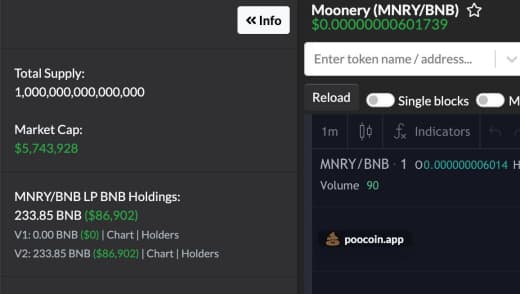 « Info
Total Supply:
1,000,000,000,000,000
Market Cap:
$5,743,928
MNRY/BNB LP BNB Holdings:
233.85 BNB ($86,902)
V1: 0.00 BNB ($0) | Chart | Holders
V2: 233.85 BNB ($86,902) | Chart | Holders
Moonery (MNRY/BNB)
$0.00000000601739
Enter token name / address...
Reload Single blocks M
1m Indicators
MNRY/BNB · 1 O0.000000006014 H
Volume 90
poocoin.app